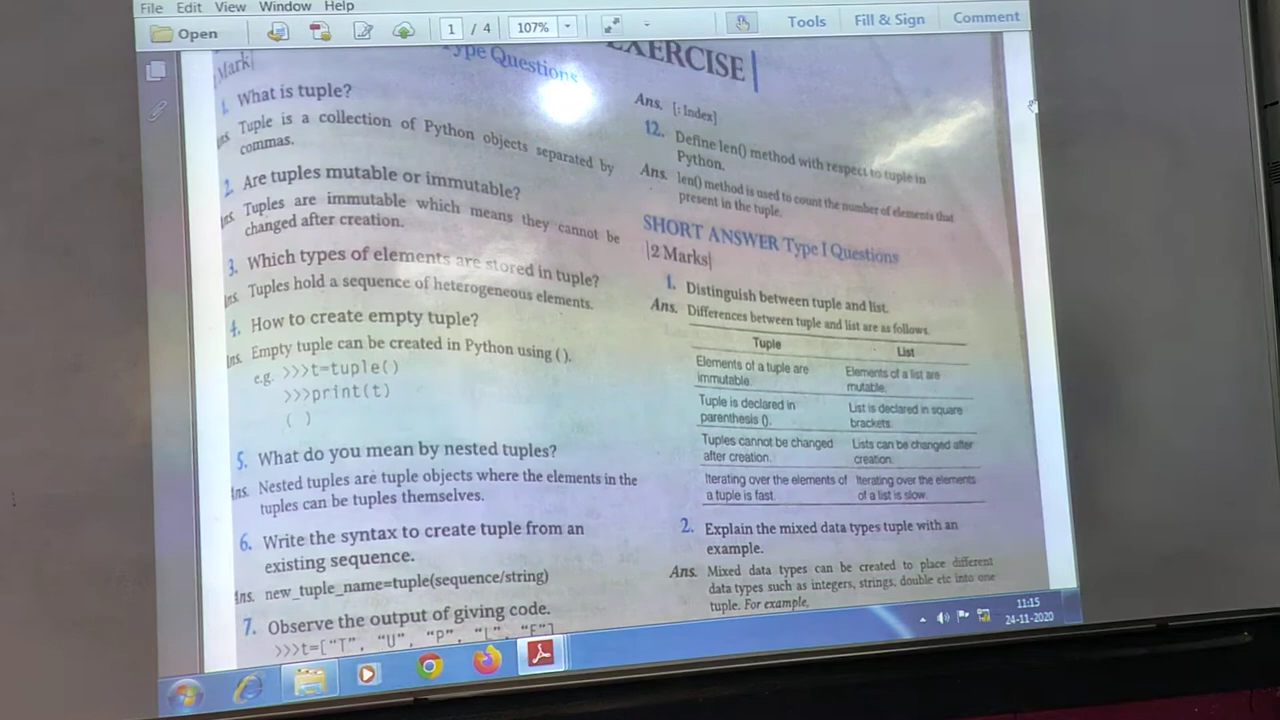 File Edit View Window Help
Open
1 / 4
107%
Tools
Fill & Sign
Comment
EXERCISE
Type Questions
Mark|
1. What is tuple?
Tuple is a collection of Python objects separated by
commas.
2. Are tuples mutable or immutable?
Tuples are immutable which means they cannot be
changed after creation.
3. Which types of elements are stored in tuple?
Ans. Tuples hold a sequence of heterogeneous elements.
4. How to create empty tuple?
Ans. Empty tuple can be created in Python using ( ).
e.g. >>>t=tuple()
>>>print(t)
( )
5. What do you mean by nested tuples?
Ans. Nested tuples are tuple objects where the elements in the
tuples can be tuples themselves.
6. Write the syntax to create tuple from an
existing sequence.
Ans. new_tuple_name=tuple(sequence/string)
7. Observe the output of giving code.
>>>t=["T", "U", "P", "L", "E"]
Ans. [: Index]
12. Define len() method with respect to tuple in
Python.
Ans. len() method is used to count the number of elements that
present in the tuple.
SHORT ANSWER Type I Questions
|2 Marks|
1. Distinguish between tuple and list.
Ans. Differences between tuple and list are as follows.
Tuple List
Elements of a tuple are Elements of a list are
immutable. mutable.
Tuple is declared in List is declared in square
parenthesis (). brackets.
Tuples cannot be changed Lists can be changed after
after creation. creation.
Iterating over the elements of Iterating over the elements
a tuple is fast. of a list is slow.
2. Explain the mixed data types tuple with an
example.
Ans. Mixed data types can be created to place different
data types such as integers, strings, double etc into one
tuple. For example,
11:15
24-11-2020